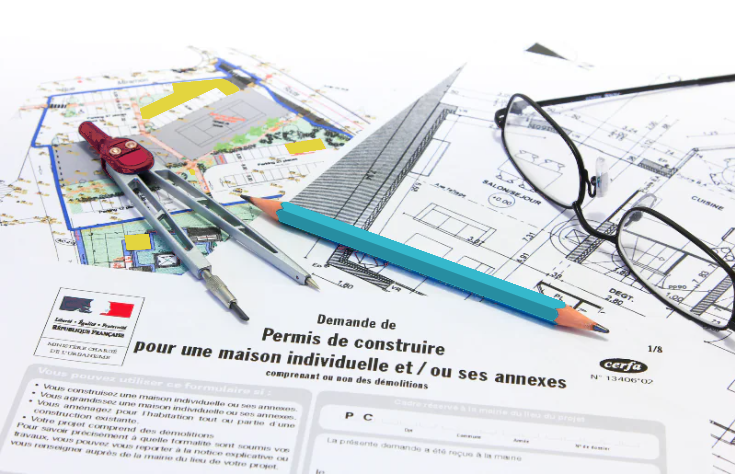 SALON/SEJOUR
±0.00
CUISINE
DEGT.
Liberté • Égalité • Fraternité
RÉPUBLIQUE FRANÇAISE
MINISTÈRE CHARGÉ
DE L'URBANISME
Demande de
Permis de construire
pour une maison individuelle et / ou ses annexes
comprenant ou non des démolitions
1/8
cerfa
N° 13406*02
Vous pouvez utiliser ce formulaire si :
• Vous construisez une maison individuelle ou ses annexes.
• Vous agrandissez une maison individuelle ou ses annexes.
• Vous aménagez pour l'habitation tout ou partie d'une
construction existante.
• Votre projet comprend des démolitions.
Pour savoir précisément à quelle formalité sont soumis vos
travaux, vous pouvez vous reporter à la notice explicative ou
vous renseigner auprès de la mairie du lieu de votre projet.
Cadre réservé à la mairie du lieu du projet
P C
Dpt Commune Année N° de dossier
La présente demande a été reçue à la mairie
le